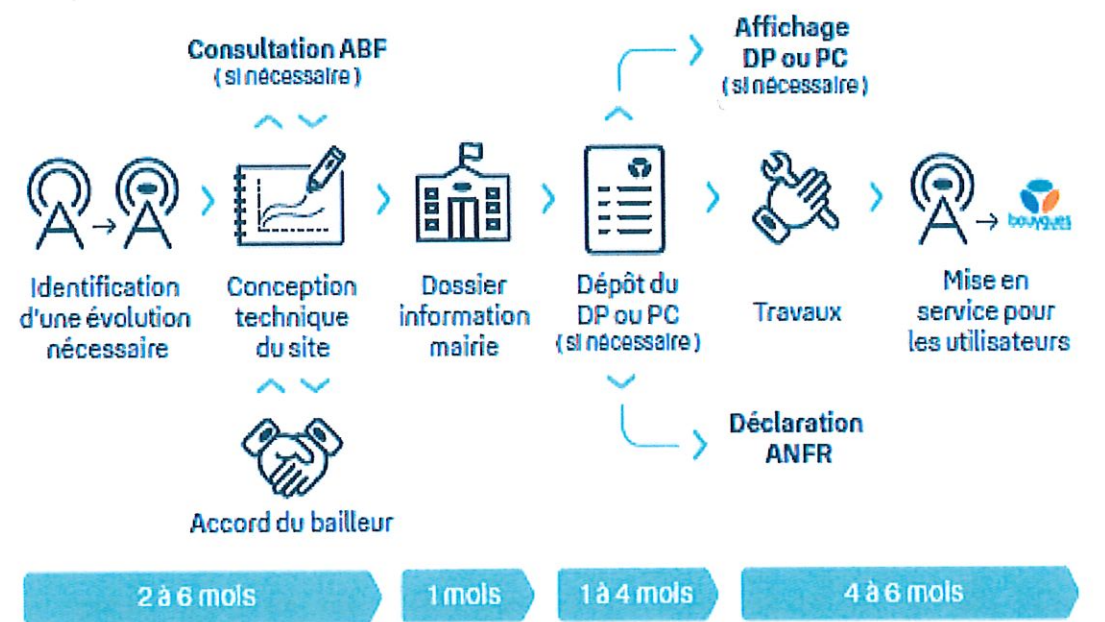 Consultation ABF
(si nécessaire)
Affichage
DP ou PC
(si nécessaire)
Identification
d'une évolution
nécessaire
Conception
technique
du site
Dossier
information
mairie
Dépôt du
DP ou PC
(si nécessaire)
Travaux
bouygues
Mise en
service pour
les utilisateurs
Accord du bailleur
Déclaration
ANFR
2 à 6 mois
1 mois
1 à 4 mois
4 à 6 mois